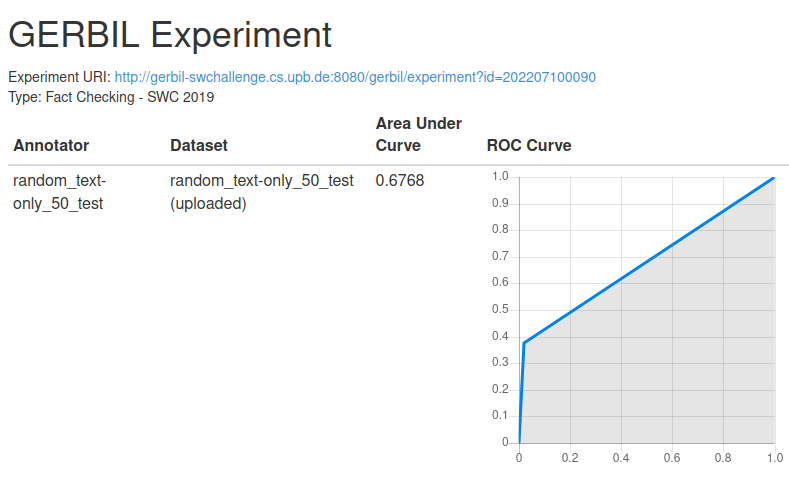 GERBIL Experiment
Experiment URI: http://gerbil-swchallenge.cs.upb.de:8080/gerbil/experiment?id=202207100090
Type: Fact Checking - SWC 2019
Annotator Dataset Area Under Curve ROC Curve
random_text-only_50_test random_text-only_50_test (uploaded) 0.6768
1.0
0.9
0.8
0.7
0.6
0.5
0.4
0.3
0.2
0.1
0
0 0.2 0.4 0.6 0.8 1.0